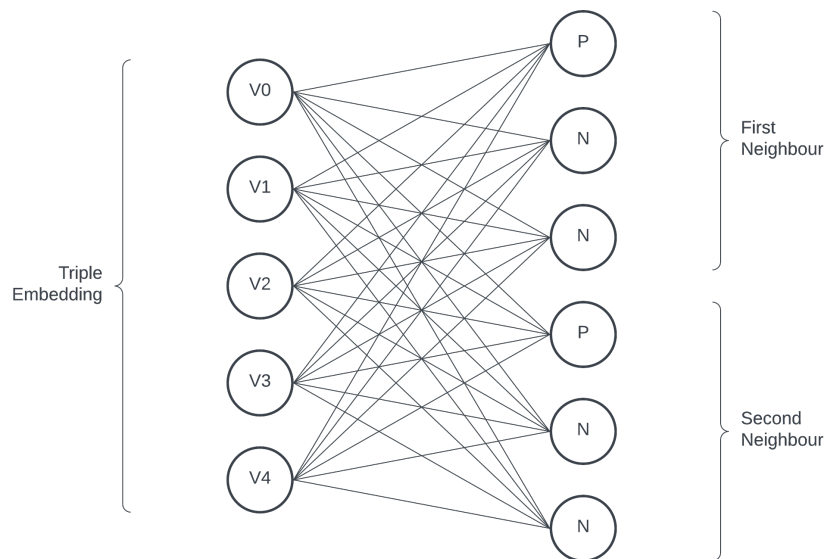 Triple
Embedding
V0
V1
V2
V3
V4
P
N
N
P
N
N
First
Neighbour
Second
Neighbour